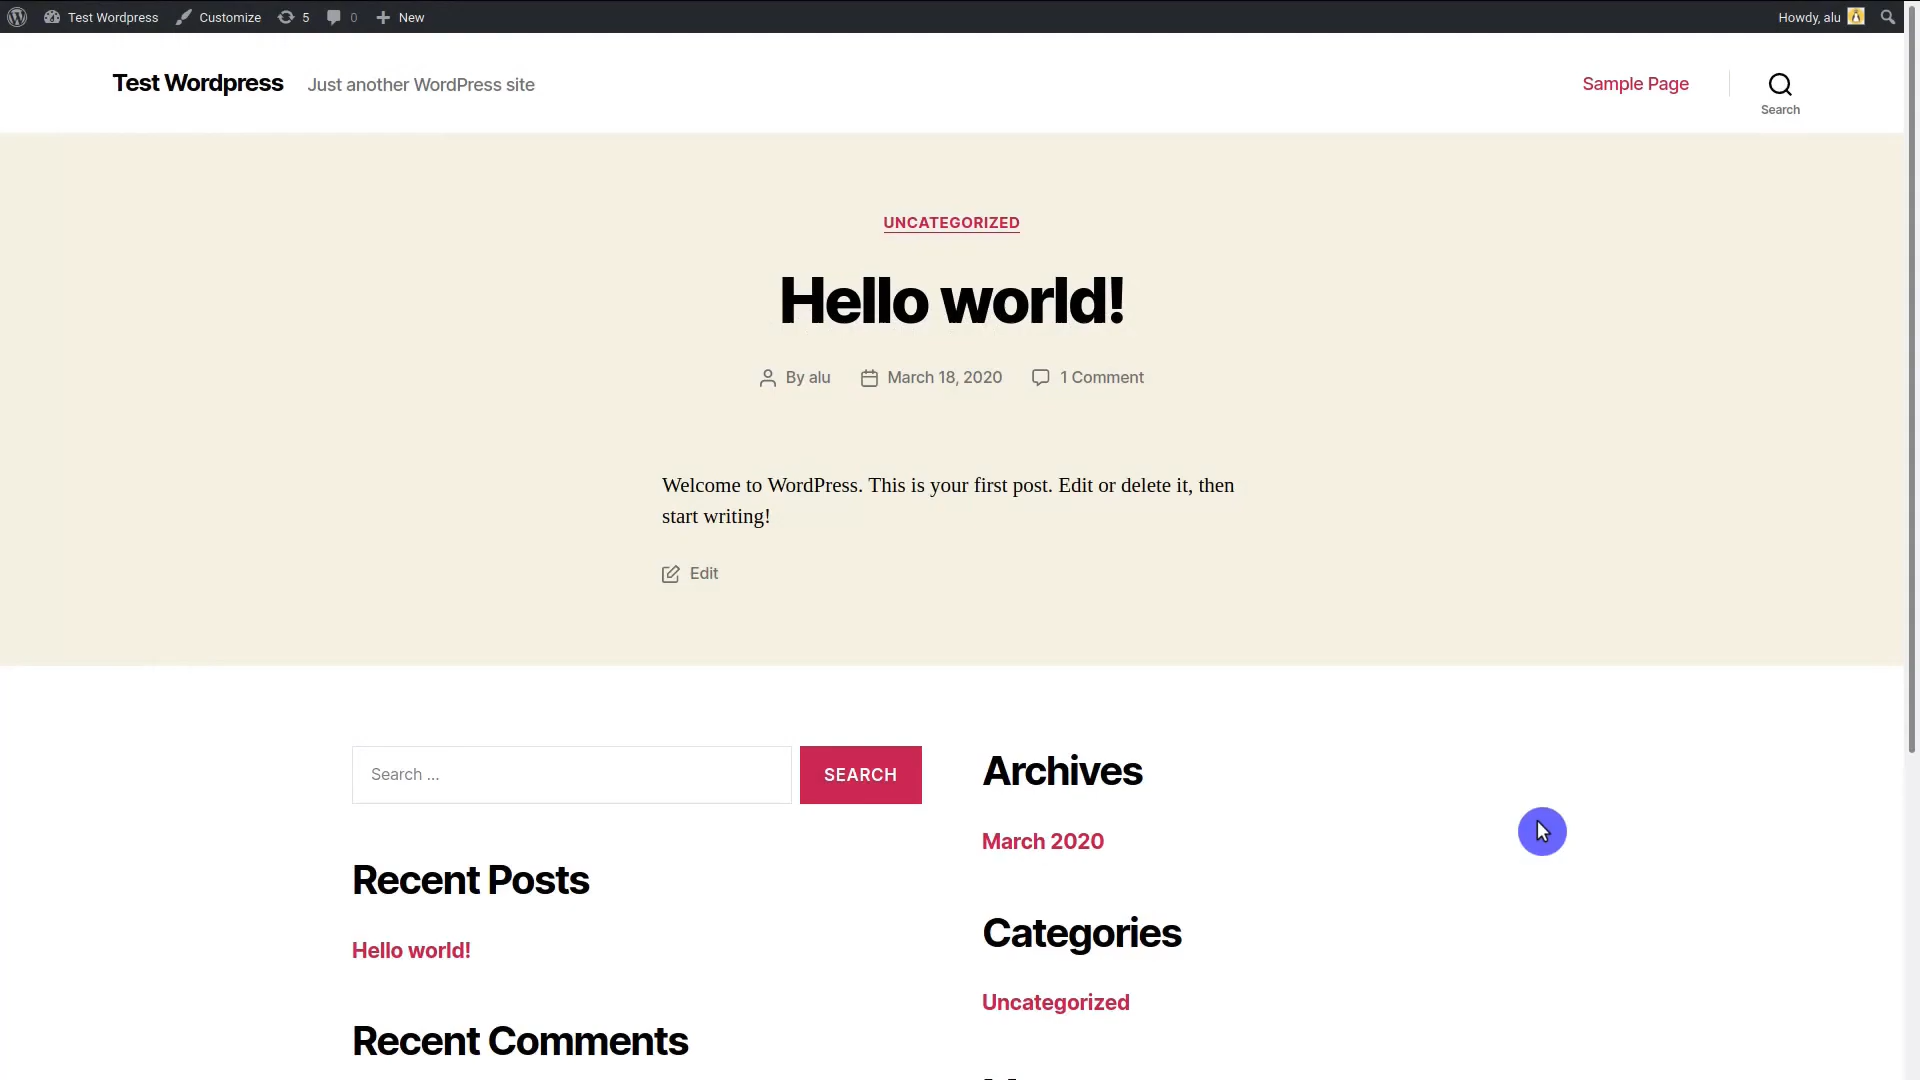 Test Wordpress Customize 5 0 New Howdy, alu
Test Wordpress Just another WordPress site Sample Page
Search
UNCATEGORIZED
Hello world!
By alu March 18, 2020 1 Comment
Welcome to WordPress. This is your first post. Edit or delete it, then
start writing!
Edit
Search ... SEARCH
Recent Posts
Hello world!
Recent Comments
Archives
March 2020
Categories
Uncategorized